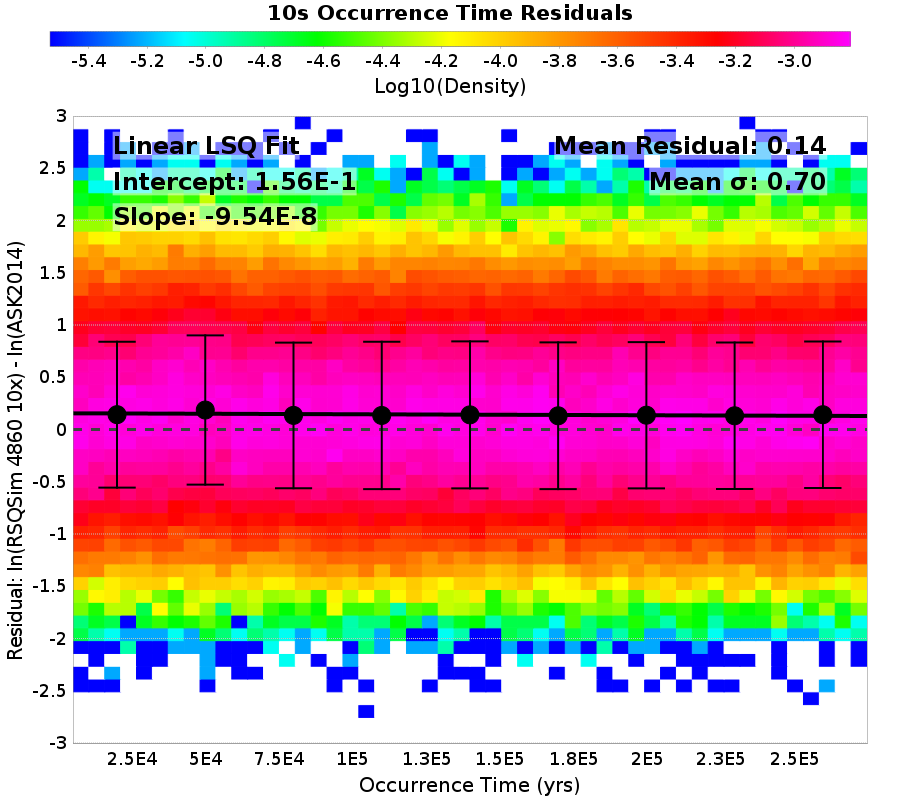 10s Occurrence Time Residuals
-5.4 -5.2 -5.0 -4.8 -4.6 -4.4 -4.2 -4.0 -3.8 -3.6 -3.4 -3.2 -3.0
Log10(Density)
Linear LSQ Fit
Intercept: 1.56E-1
Slope: -9.54E-8
Mean Residual: 0.14
Mean σ: 0.70
Residual: ln(RSQSim 4860 10x) - ln(ASK2014)
3
2.5
2
1.5
1
0.5
0
-0.5
-1
-1.5
-2
-2.5
-3
2.5E4 5E4 7.5E4 1E5 1.3E5 1.5E5 1.8E5 2E5 2.3E5 2.5E5
Occurrence Time (yrs)